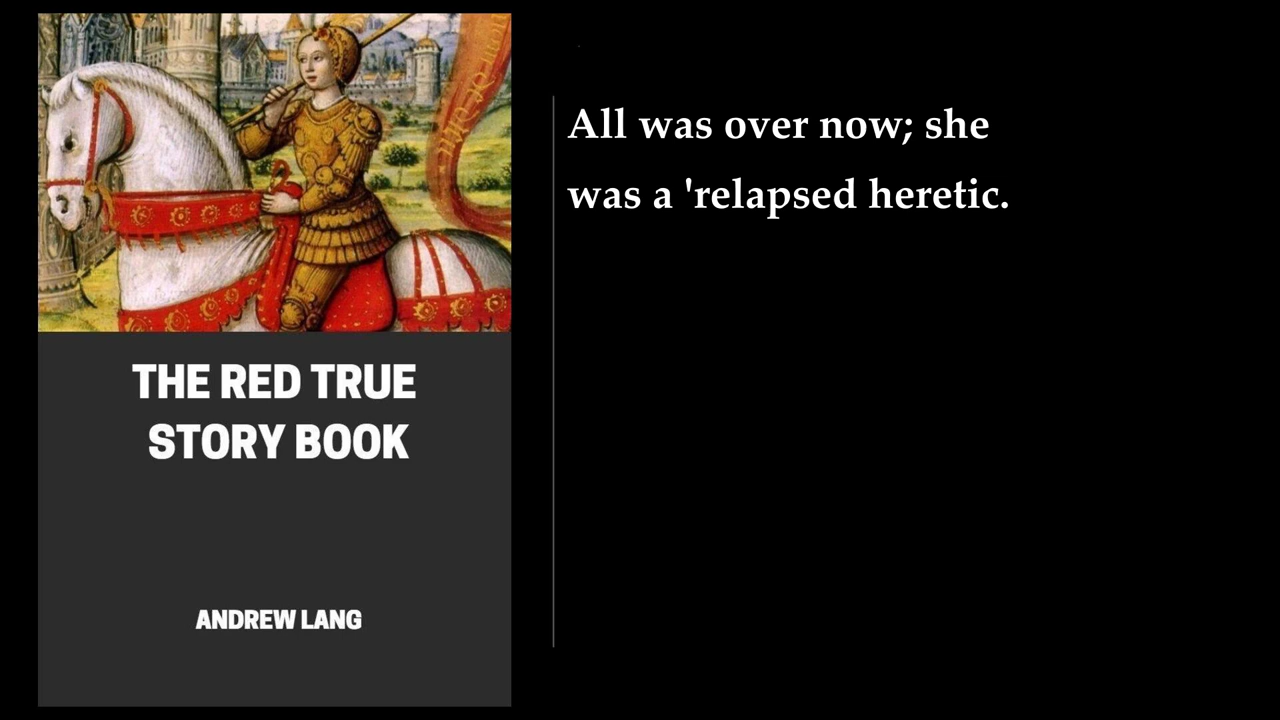 THE RED TRUE
STORY BOOK
ANDREW LANG
All was over now; she
was a 'relapsed heretic.